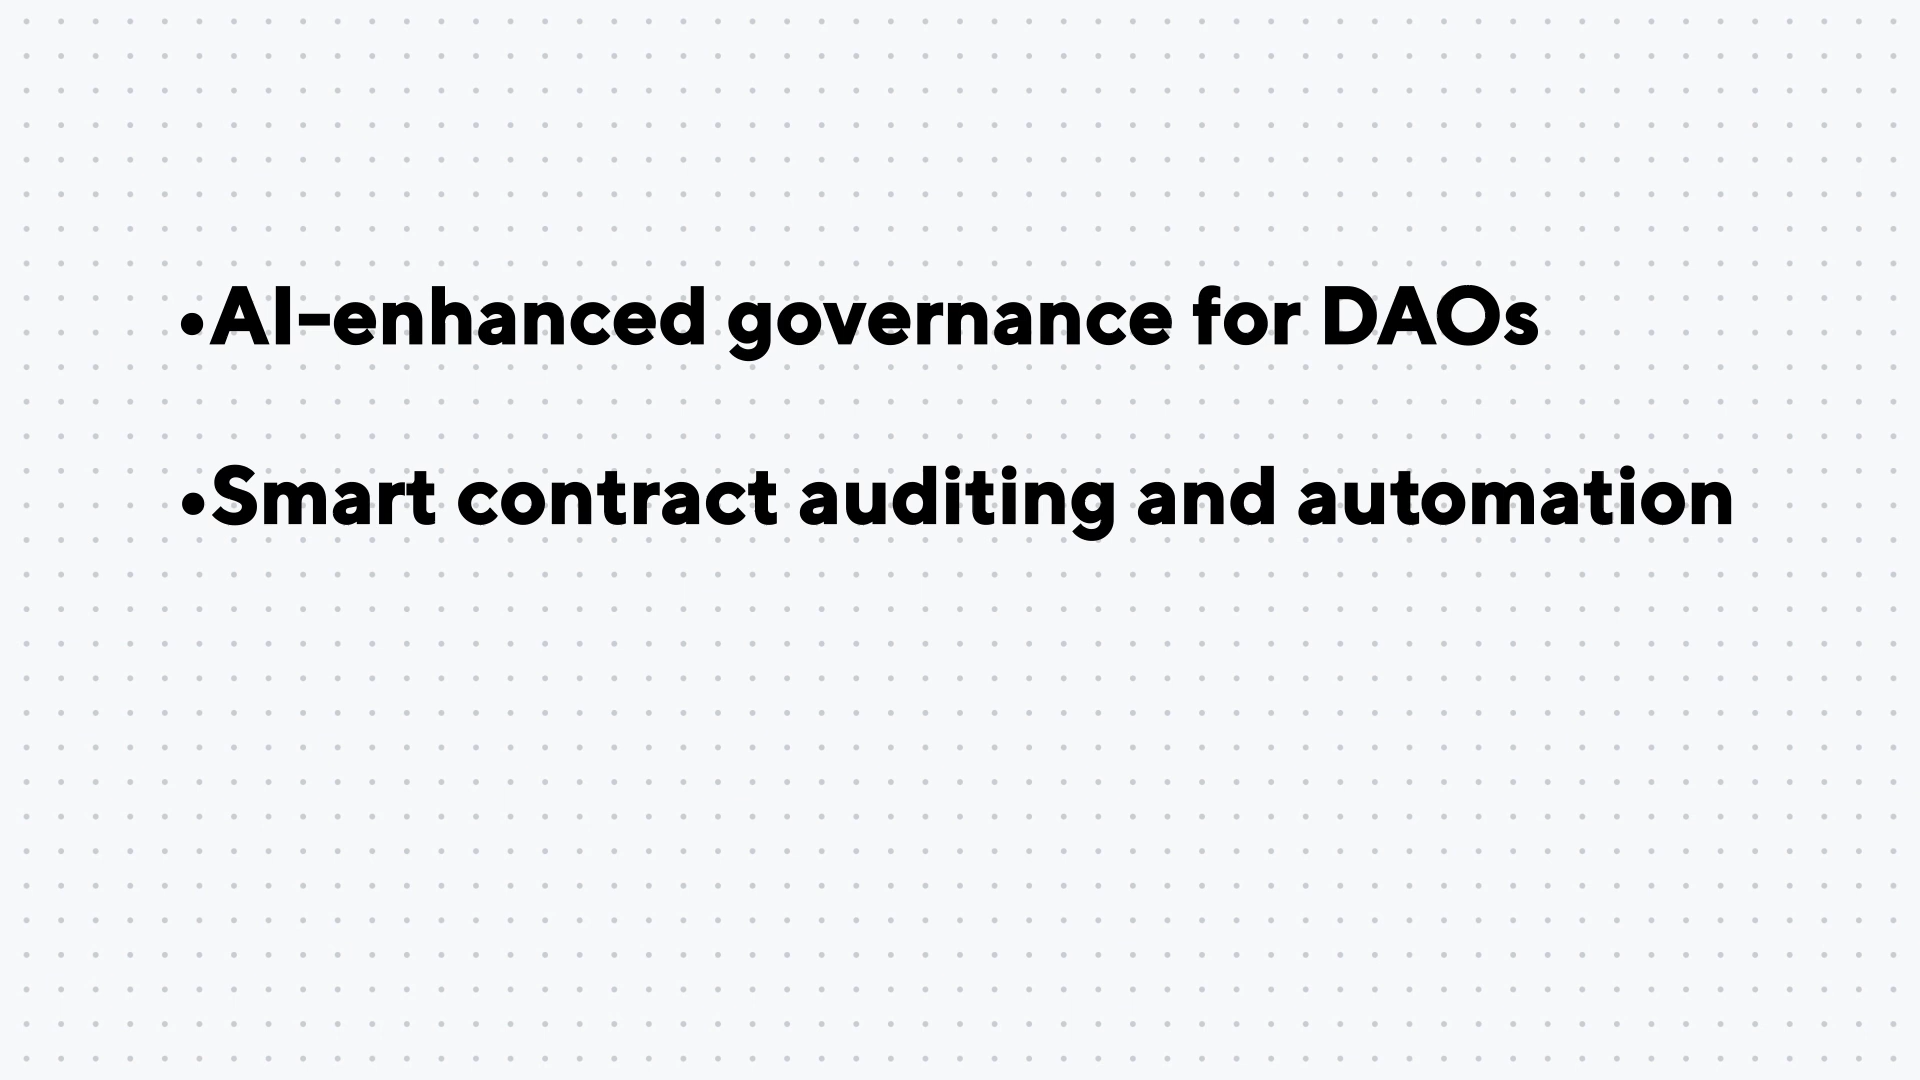 •AI-enhanced governance for DAOs
•Smart contract auditing and automation